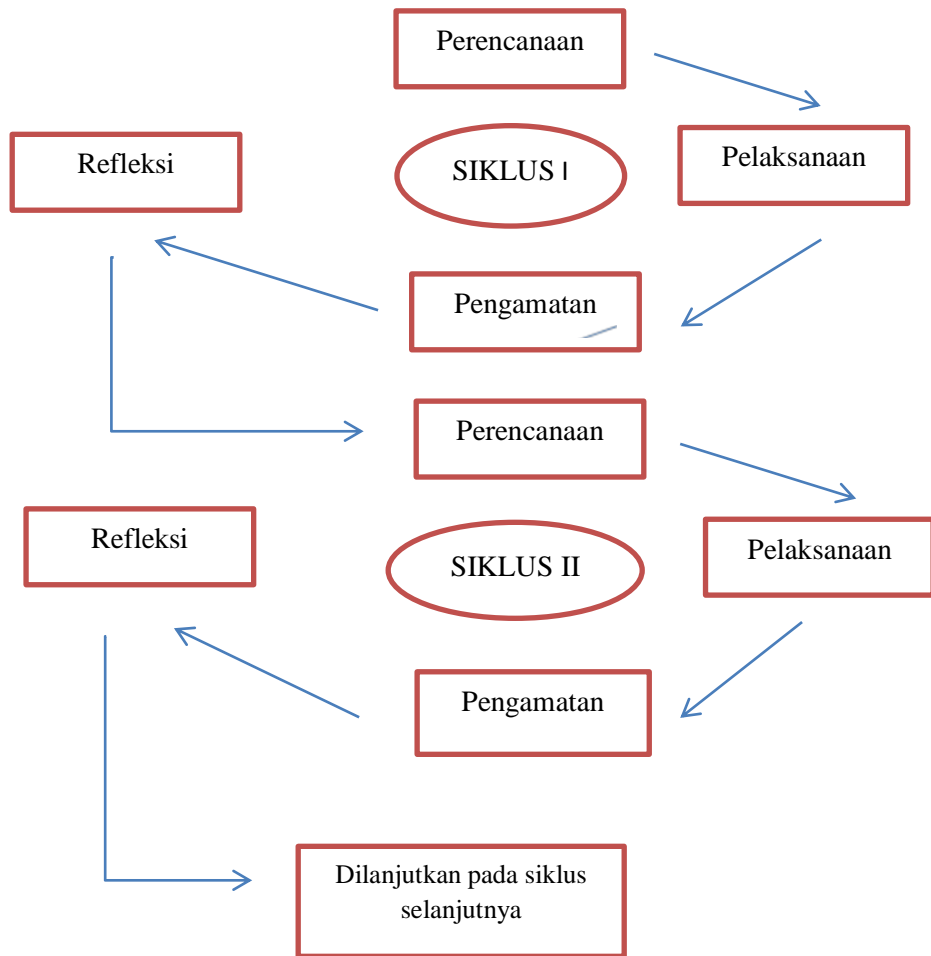 Perencanaan
Pelaksanaan
SIKLUS I
Refleksi
Pengamatan
Perencanaan
Pelaksanaan
SIKLUS II
Refleksi
Pengamatan
Dilanjutkan pada siklus
selanjutnya